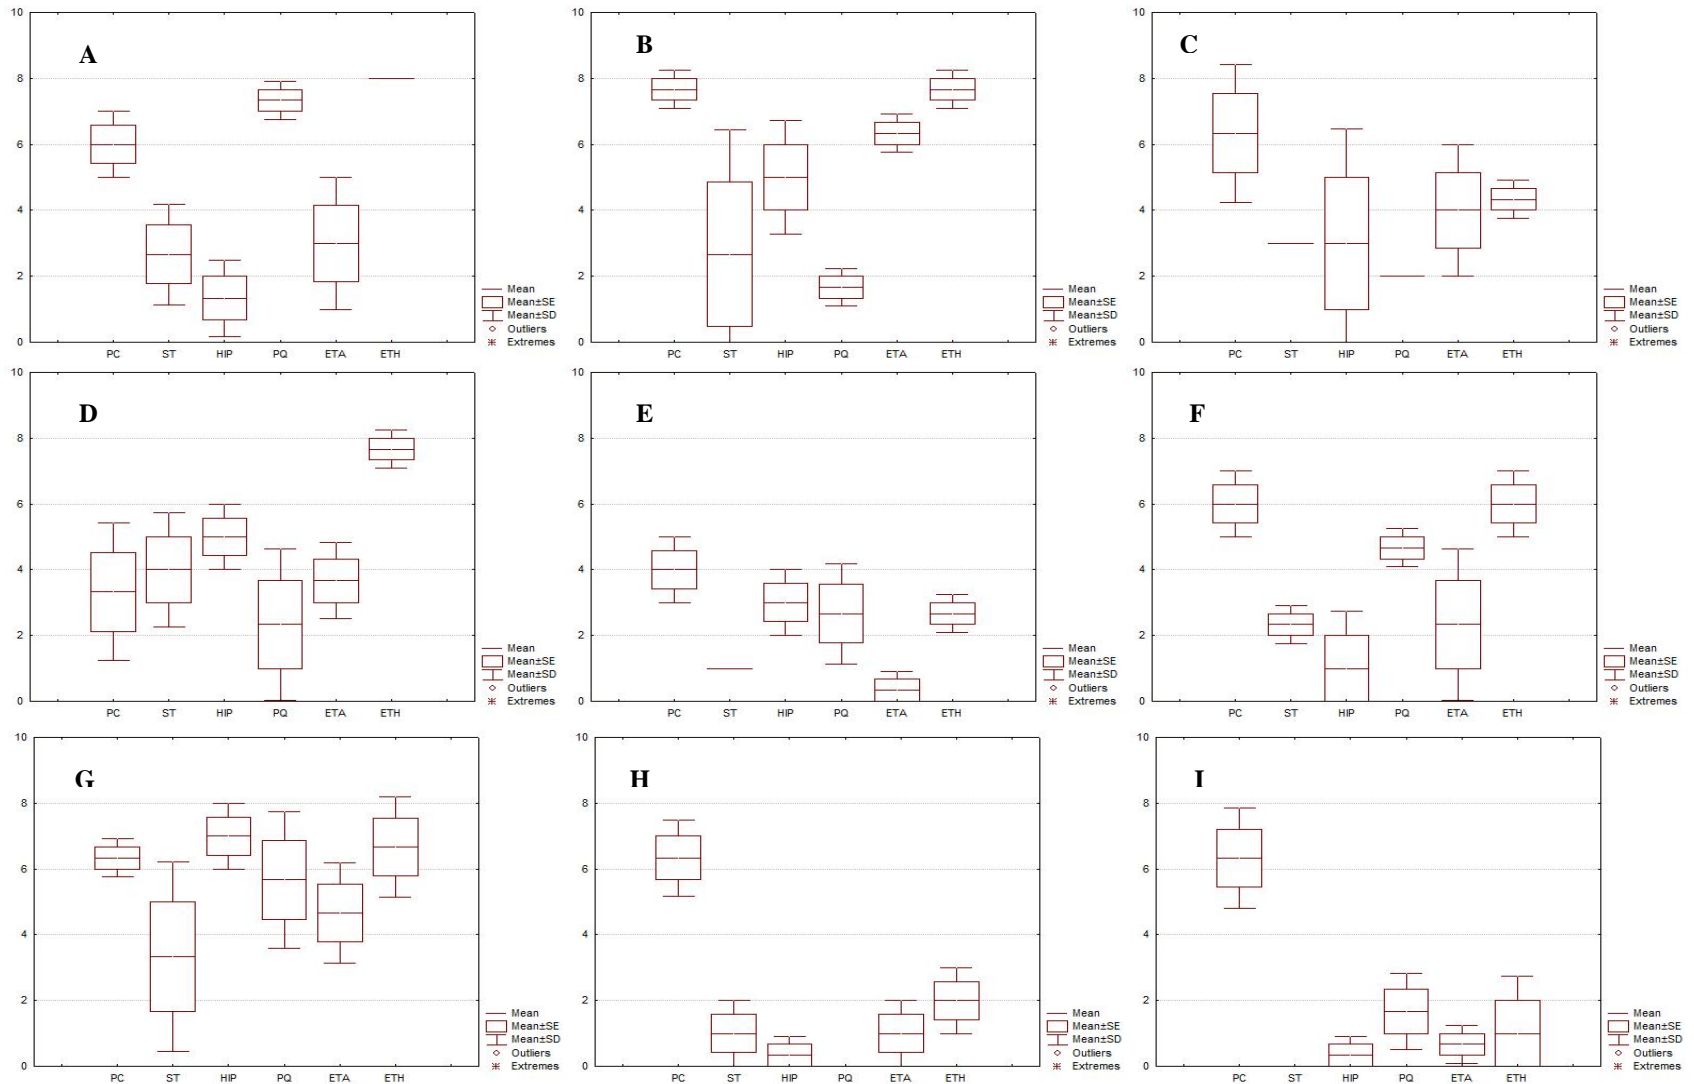 A
10
8
6
4
2
0
PC ST HIP PQ ETA ETH
Mean
Mean±SE
Mean±SD
Outliers
Extremes
B
10
8
6
4
2
0
PC ST HIP PQ ETA ETH
Mean
Mean±SE
Mean±SD
Outliers
Extremes
C
10
8
6
4
2
0
PC ST HIP PQ ETA ETH
Mean
Mean±SE
Mean±SD
Outliers
Extremes
D
10
8
6
4
2
0
PC ST HIP PQ ETA ETH
Mean
Mean±SE
Mean±SD
Outliers
Extremes
E
10
8
6
4
2
0
PC ST HIP PQ ETA ETH
Mean
Mean±SE
Mean±SD
Outliers
Extremes
F
10
8
6
4
2
0
PC ST HIP PQ ETA ETH
Mean
Mean±SE
Mean±SD
Outliers
Extremes
G
10
8
6
4
2
0
PC ST HIP PQ ETA ETH
Mean
Mean±SE
Mean±SD
Outliers
Extremes
H
10
8
6
4
2
0
PC ST HIP PQ ETA ETH
Mean
Mean±SE
Mean±SD
Outliers
Extremes
I
10
8
6
4
2
0
PC ST HIP PQ ETA ETH
Mean
Mean±SE
Mean±SD
Outliers
Extremes